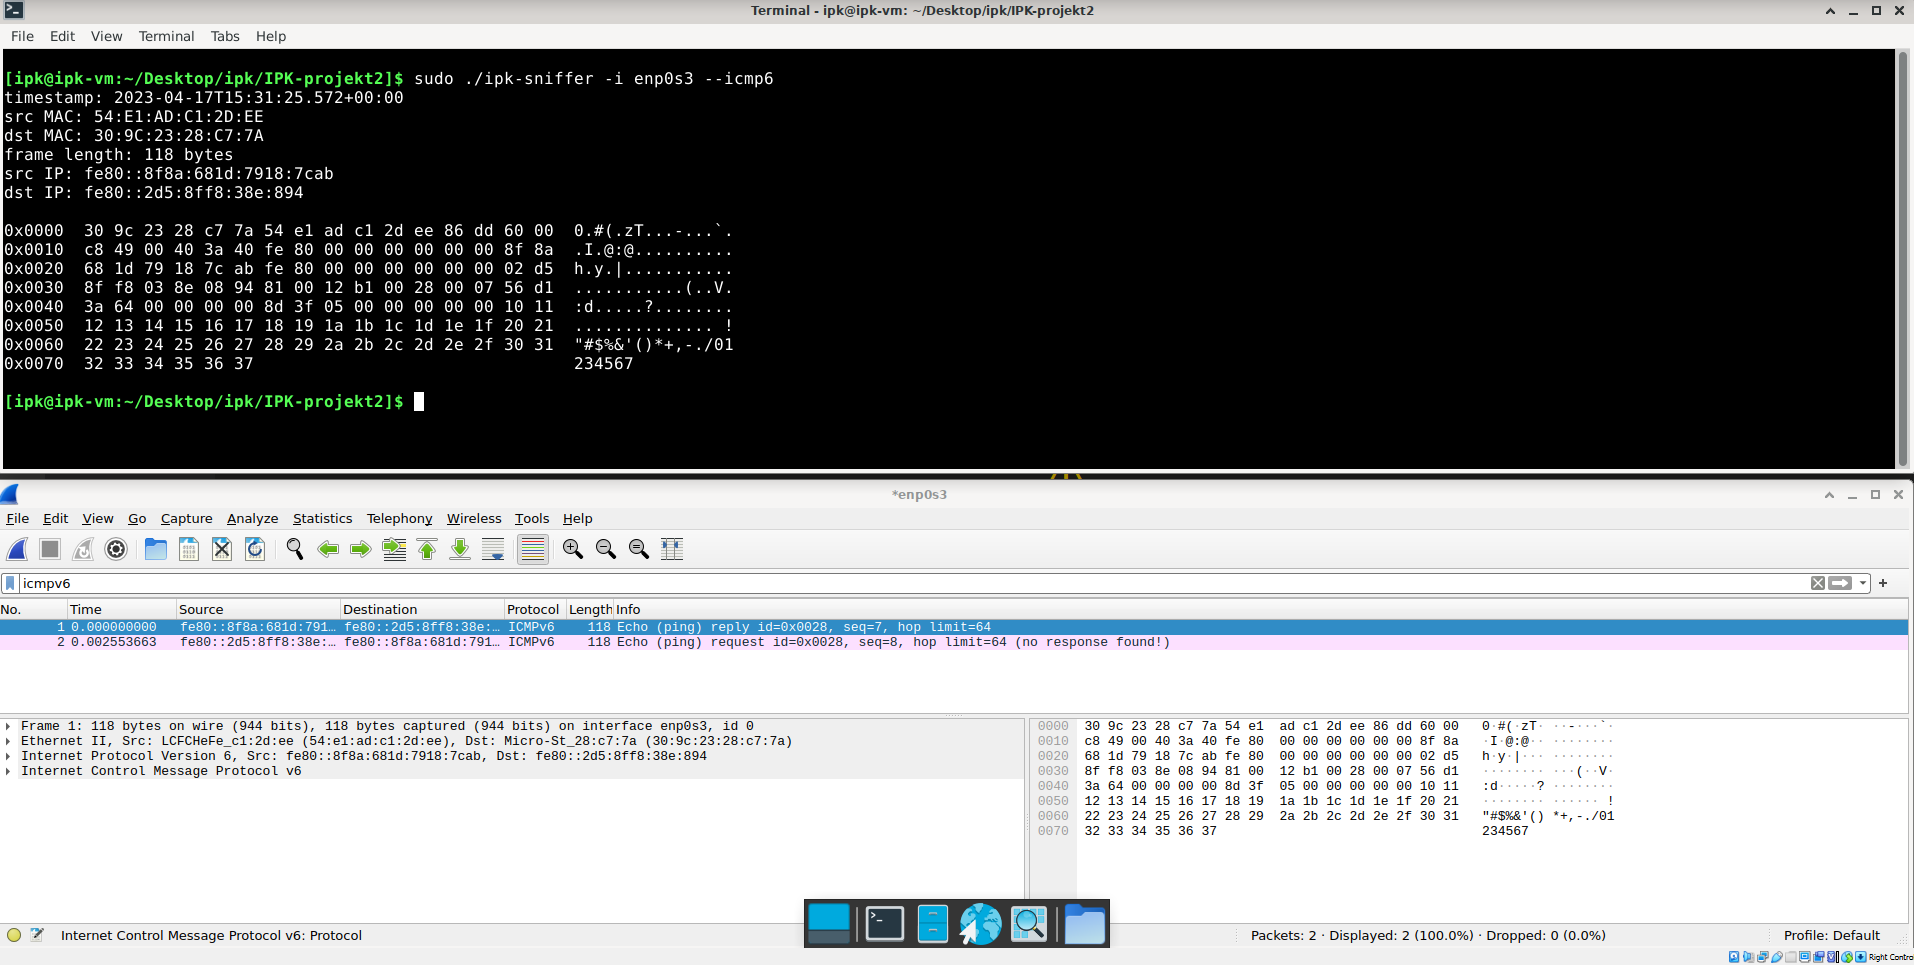 Terminal - ipk@ipk-vm: ~/Desktop/ipk/IPK-projekt2
File Edit View Terminal Tabs Help
[ipk@ipk-vm:~/Desktop/ipk/IPK-projekt2]$ sudo ./ipk-sniffer -i enp0s3 --icmp6
timestamp: 2023-04-17T15:31:25.572+00:00
src MAC: 54:E1:AD:C1:2D:EE
dst MAC: 30:9C:23:28:C7:7A
frame length: 118 bytes
src IP: fe80::8f8a:681d:7918:7cab
dst IP: fe80::2d5:8ff8:38e:894
0x0000  30 9c 23 28 c7 7a 54 e1 ad c1 2d ee 86 dd 60 00  0.#(.zT...-...`.
0x0010  c8 49 00 40 3a 40 fe 80 00 00 00 00 00 00 8f 8a  .I.@:@..........
0x0020  68 1d 79 18 7c ab fe 80 00 00 00 00 00 00 02 d5  h.y.|...........
0x0030  8f f8 03 8e 08 94 81 00 12 b1 00 28 00 07 56 d1  ...........(..V.
0x0040  3a 64 00 00 00 00 8d 3f 05 00 00 00 00 00 10 11  :d.....?........
0x0050  12 13 14 15 16 17 18 19 1a 1b 1c 1d 1e 1f 20 21  .............. !
0x0060  22 23 24 25 26 27 28 29 2a 2b 2c 2d 2e 2f 30 31  "#$%&'()*+,-./01
0x0070  32 33 34 35 36 37  234567
[ipk@ipk-vm:~/Desktop/ipk/IPK-projekt2]$
*enp0s3
File Edit View Go Capture Analyze Statistics Telephony Wireless Tools Help
icmpv6
No. Time Source Destination Protocol Length Info
1 0.000000000 fe80::8f8a:681d:791… fe80::2d5:8ff8:38e:… ICMPv6 118 Echo (ping) reply id=0x0028, seq=7, hop limit=64
2 0.002553663 fe80::2d5:8ff8:38e:… fe80::8f8a:681d:791… ICMPv6 118 Echo (ping) request id=0x0028, seq=8, hop limit=64 (no response found!)
Frame 1: 118 bytes on wire (944 bits), 118 bytes captured (944 bits) on interface enp0s3, id 0
Ethernet II, Src: LCFCHeFe_c1:2d:ee (54:e1:ad:c1:2d:ee), Dst: Micro-St_28:c7:7a (30:9c:23:28:c7:7a)
Internet Protocol Version 6, Src: fe80::8f8a:681d:7918:7cab, Dst: fe80::2d5:8ff8:38e:894
Internet Control Message Protocol v6
0000 30 9c 23 28 c7 7a 54 e1 ad c1 2d ee 86 dd 60 00 0·#(·zT· ··-···`·
0010 c8 49 00 40 3a 40 fe 80 00 00 00 00 00 00 8f 8a ·I·@:@·· ········
0020 68 1d 79 18 7c ab fe 80 00 00 00 00 00 00 02 d5 h·y·|··· ········
0030 8f f8 03 8e 08 94 81 00 12 b1 00 28 00 07 56 d1 ········ ···(··V·
0040 3a 64 00 00 00 00 8d 3f 05 00 00 00 00 00 10 11 :d·····? ········
0050 12 13 14 15 16 17 18 19 1a 1b 1c 1d 1e 1f 20 21 ········ ······ !
0060 22 23 24 25 26 27 28 29 2a 2b 2c 2d 2e 2f 30 31 "#$%&'() *+,-./01
0070 32 33 34 35 36 37 234567
Internet Control Message Protocol v6: Protocol
Packets: 2 · Displayed: 2 (100.0%) · Dropped: 0 (0.0%)
Profile: Default
Right Contro